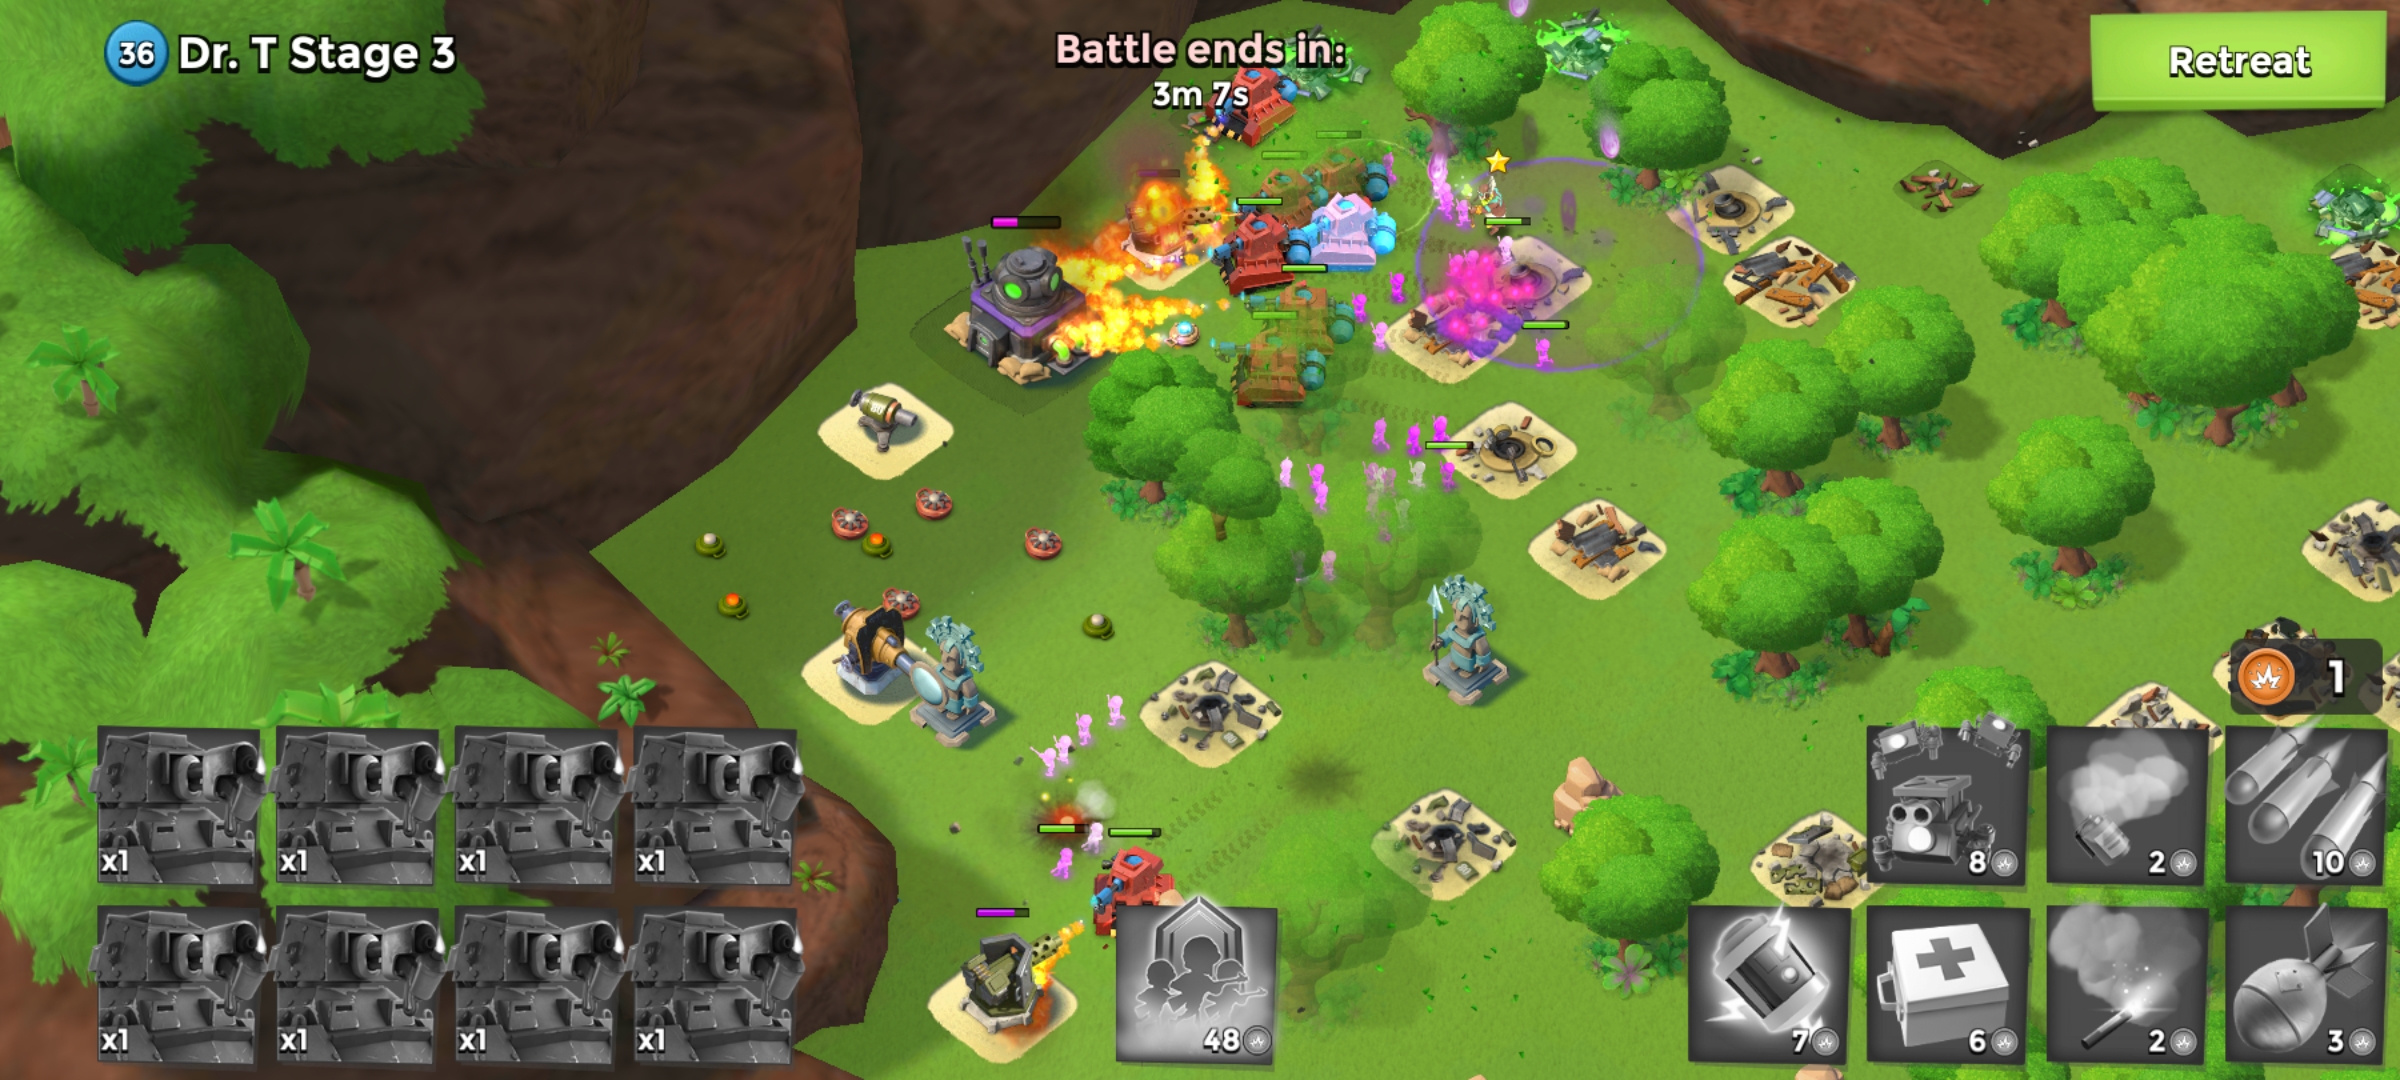 36 Dr. T Stage 3
Battle ends in:
3m 7s
Retreat
1
x1 x1 x1 x1
8 2 10
x1 x1 x1 x1
48 7 6 2 3